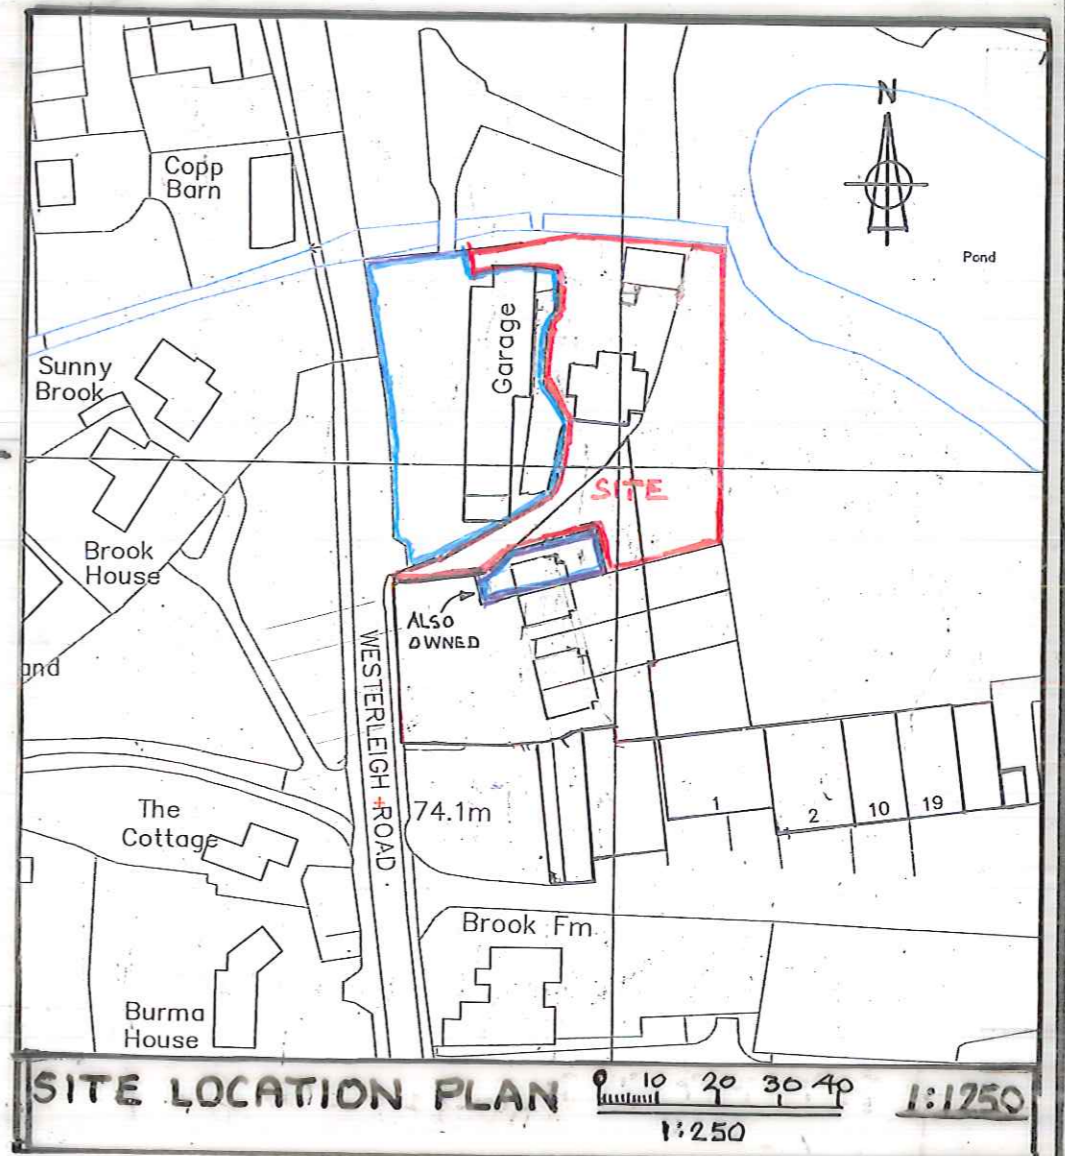 N
Copp
Barn
Pond
Garage
Sunny
Brook
SITE
Brook
House
ALSO
OWNED
and
WESTERLEIGH ROAD
The
Cottage
74.1m
1
2
10
19
Brook Fm
Burma
House
SITE LOCATION PLAN
0 10 20 30 40
1:250
1:1250